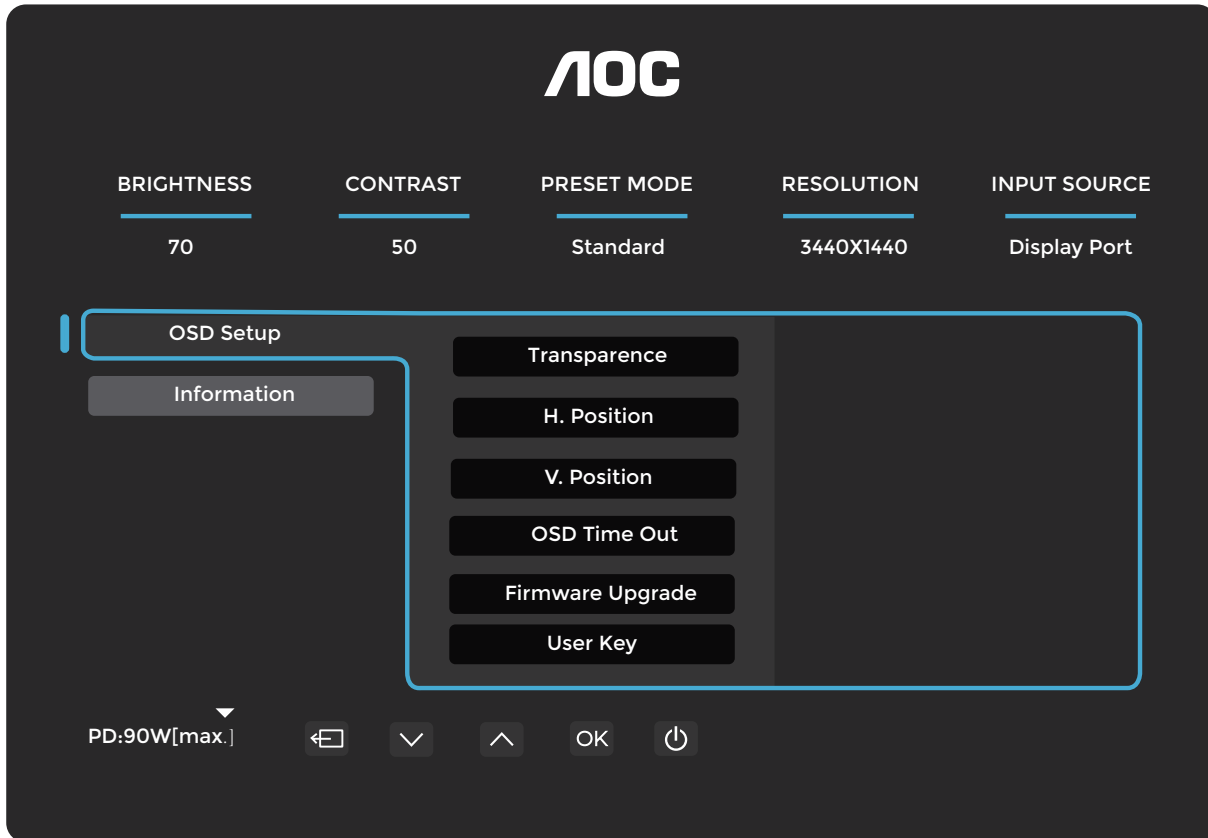 AOC
BRIGHTNESS CONTRAST PRESET MODE RESOLUTION INPUT SOURCE
70 50 Standard 3440X1440 Display Port
OSD Setup
Information
Transparence
H. Position
V. Position
OSD Time Out
Firmware Upgrade
User Key
PD:90W[max.]
OK